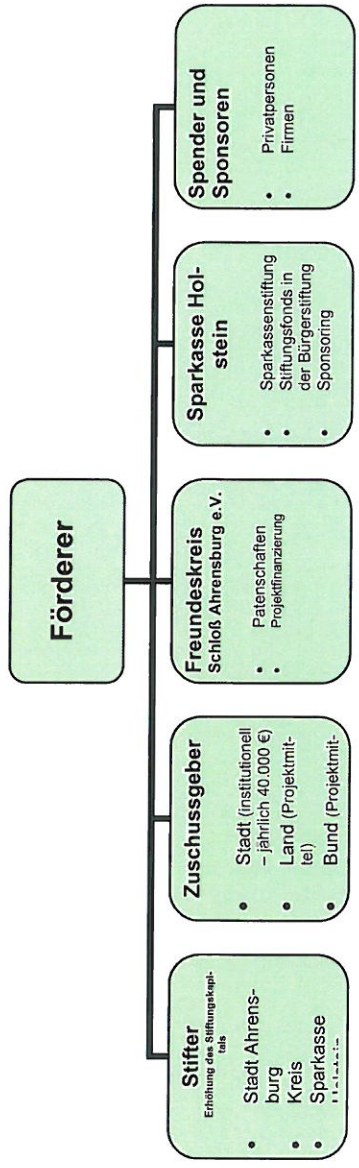 Förderer
Stifter
Erhöhung des Stiftungskapi-
tals
• Stadt Ahrens-
burg
• Kreis
• Sparkasse
Zuschussgeber
• Stadt (institutionell
– jährlich 40.000 €)
• Land (Projektmit-
tel)
• Bund (Projektmit-
Freundeskreis
Schloß Ahrensburg e.V.
• Patenschaften
• Projektfinanzierung
Sparkasse Hol-
stein
• Sparkassenstiftung
• Stiftungsfonds in
der Bürgerstiftung
• Sponsoring
Spender und
Sponsoren
• Privatpersonen
• Firmen